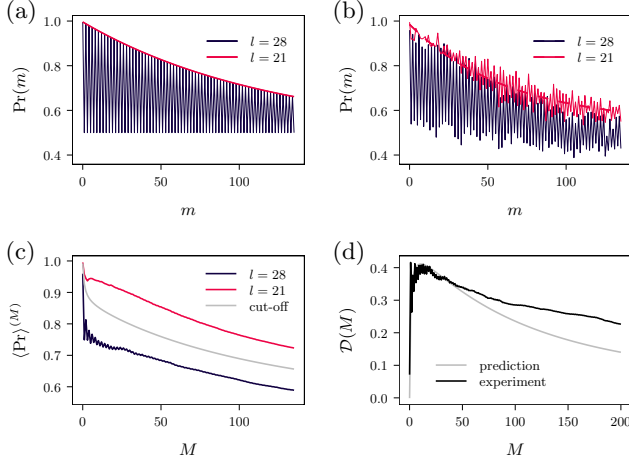 (a)
1.0
0.8
0.6
0.4
Pr(m)
l = 28
l = 21
0
100
m
(b)
1.0
0.8
0.6
0.4
Pr(m)
l = 28
l = 21
0
100
m
(c)
1.0
0.9
0.8
0.7
0.6
⟨Pr⟩^(M)
l = 28
l = 21
cut-off
0
100
M
(d)
0.4
0.3
0.2
0.1
0.0
𝒟(M)
prediction
experiment
0
50
100
150
200
M